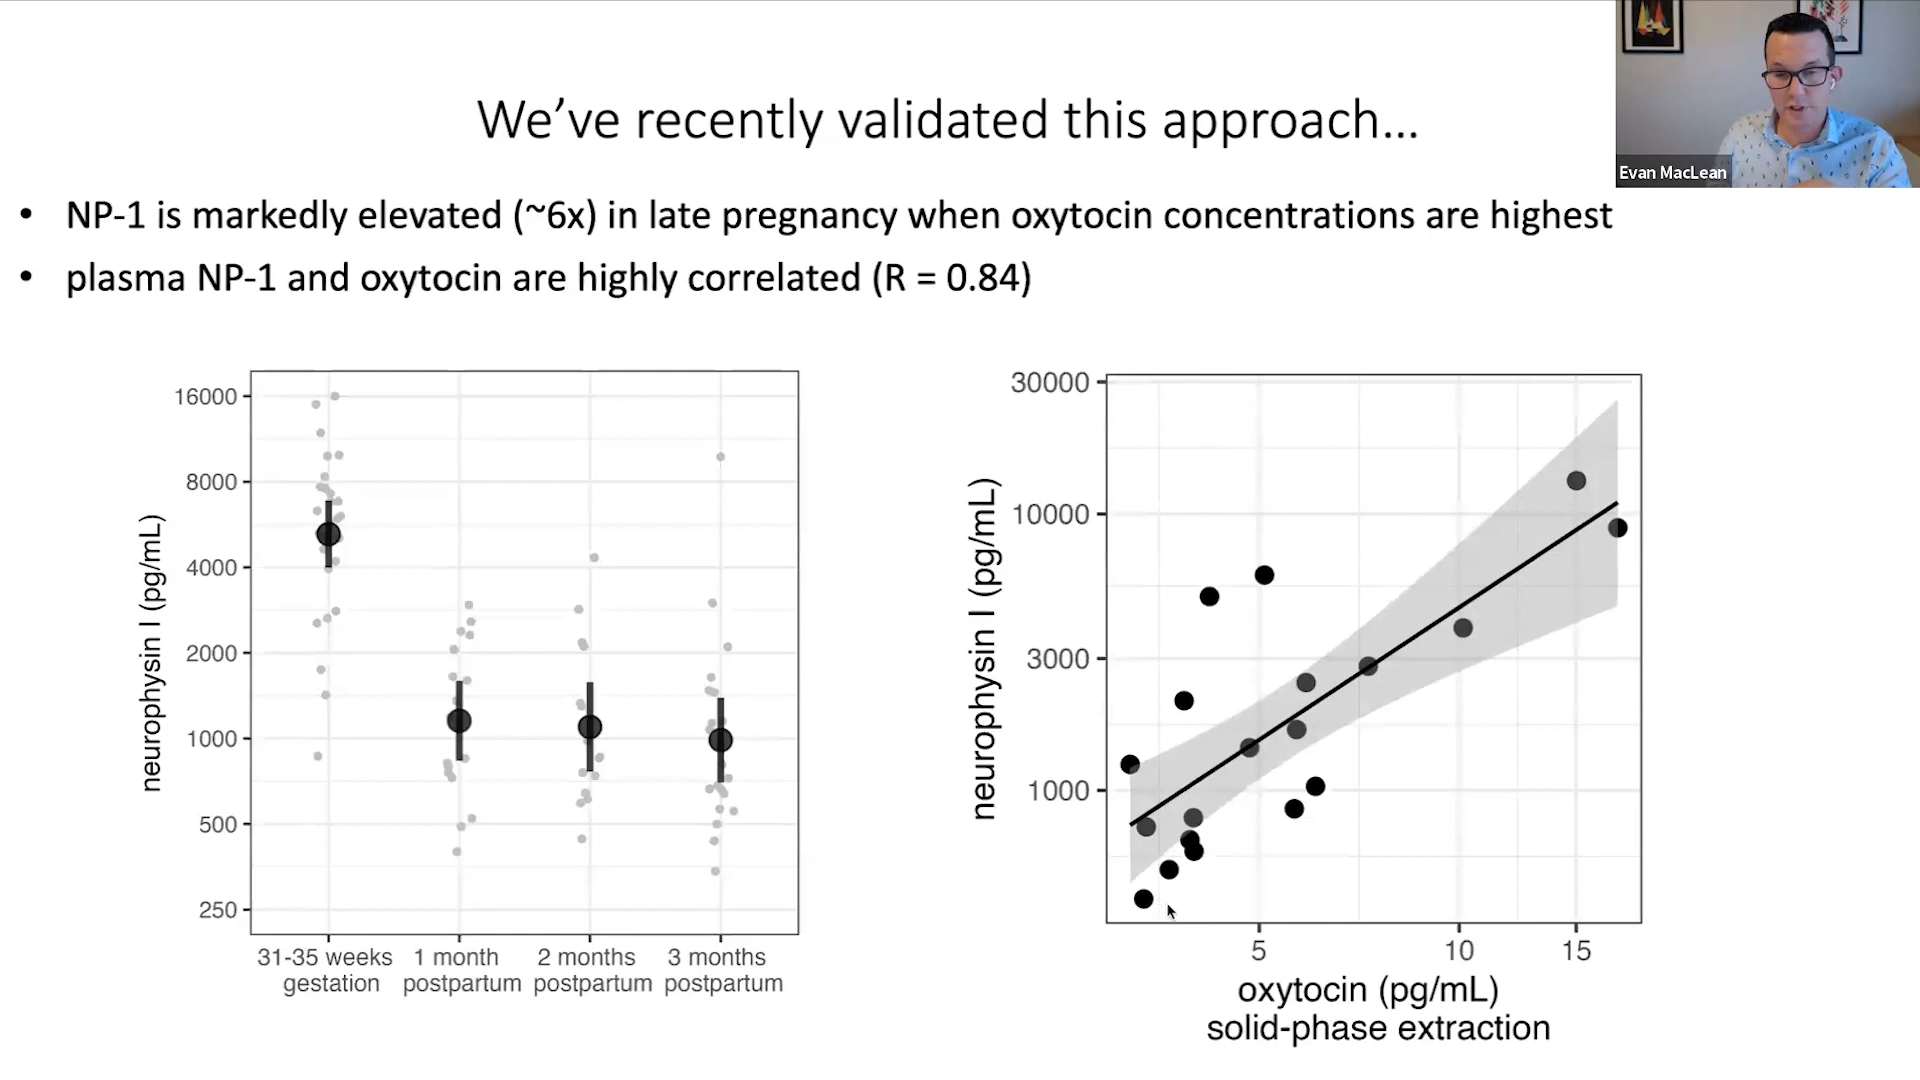 We've recently validated this approach...
Evan MacLean
• NP-1 is markedly elevated (~6x) in late pregnancy when oxytocin concentrations are highest
• plasma NP-1 and oxytocin are highly correlated (R = 0.84)
neurophysin I (pg/mL)
16000
8000
4000
2000
1000
500
250
31-35 weeks gestation
1 month postpartum
2 months postpartum
3 months postpartum
neurophysin I (pg/mL)
30000
10000
3000
1000
5 10 15
oxytocin (pg/mL)
solid-phase extraction